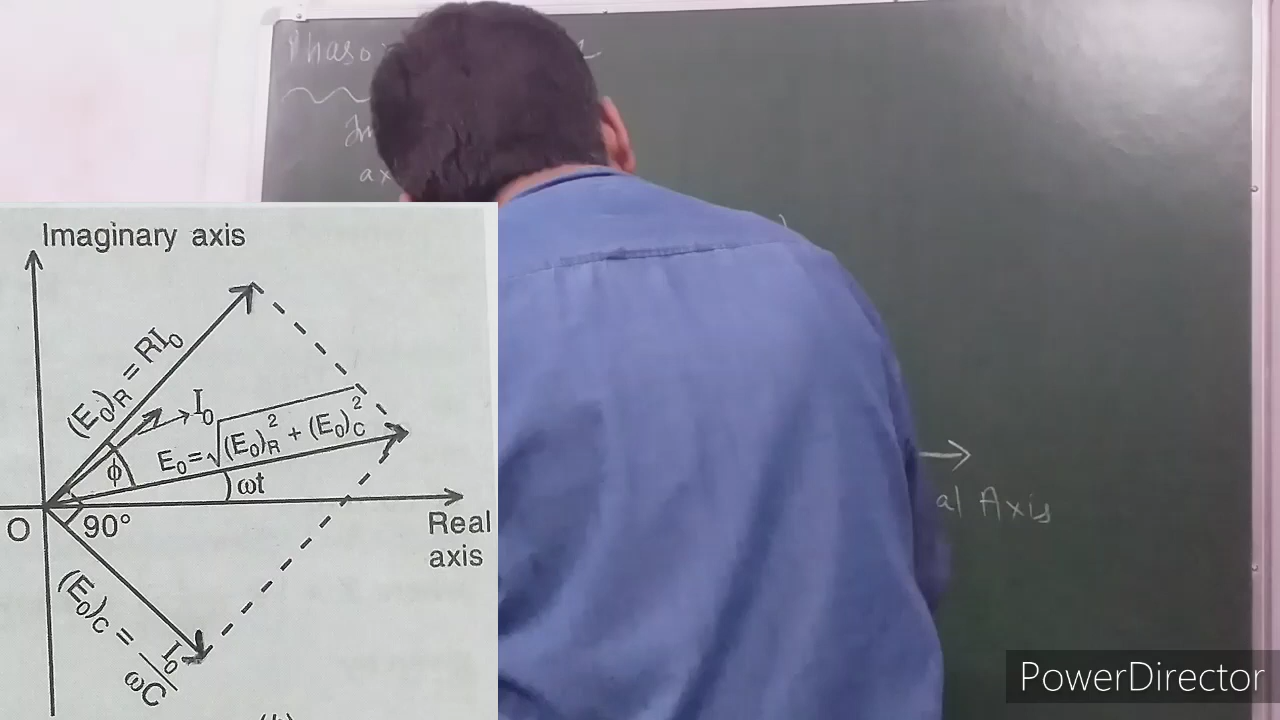 Imaginary axis
(E₀)R = RI₀
I₀
E₀ = √(E₀)R² + (E₀)C²
ϕ
ωt
O
90°
Real
axis
(E₀)C = I₀/ωC
Axis
PowerDirector